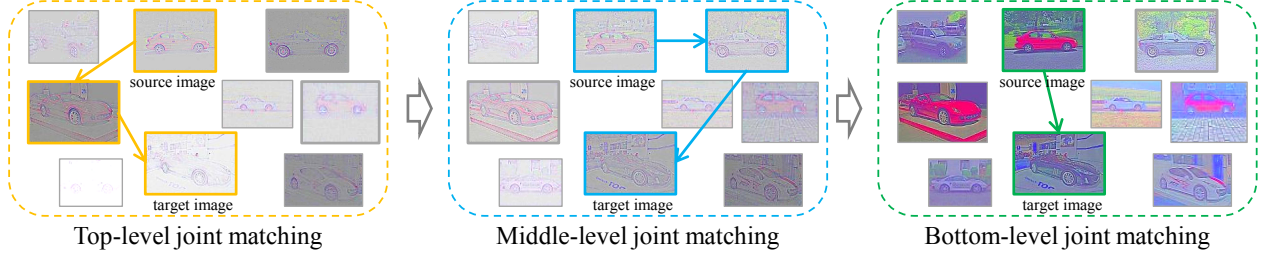 source image
target image
Top-level joint matching
source image
target image
Middle-level joint matching
source image
target image
Bottom-level joint matching